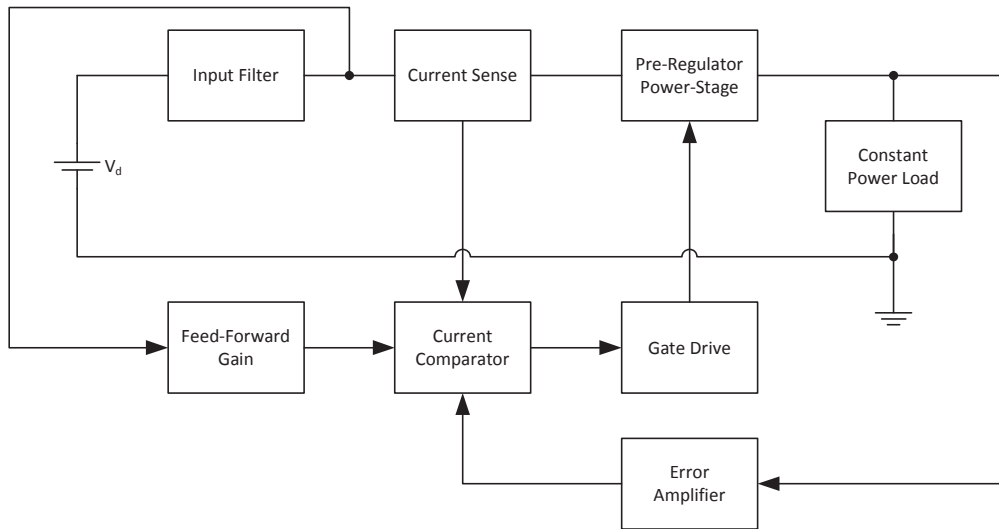 Input Filter
Current Sense
Pre-Regulator
Power-Stage
Constant
Power Load
Vd
Feed-Forward
Gain
Current
Comparator
Gate Drive
Error
Amplifier